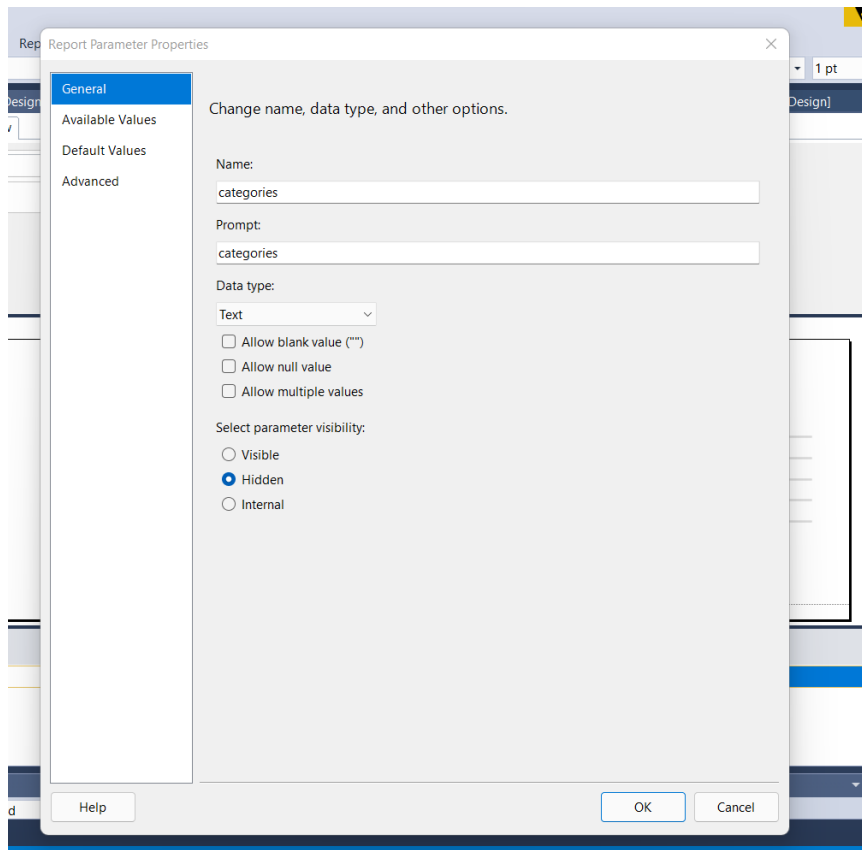 Rep
Report Parameter Properties
1 pt
Design
Design]
General
Available Values
Default Values
Advanced
Change name, data type, and other options.
Name:
categories
Prompt:
categories
Data type:
Text
Allow blank value ("")
Allow null value
Allow multiple values
Select parameter visibility:
Visible
Hidden
Internal
Help
OK
Cancel
d